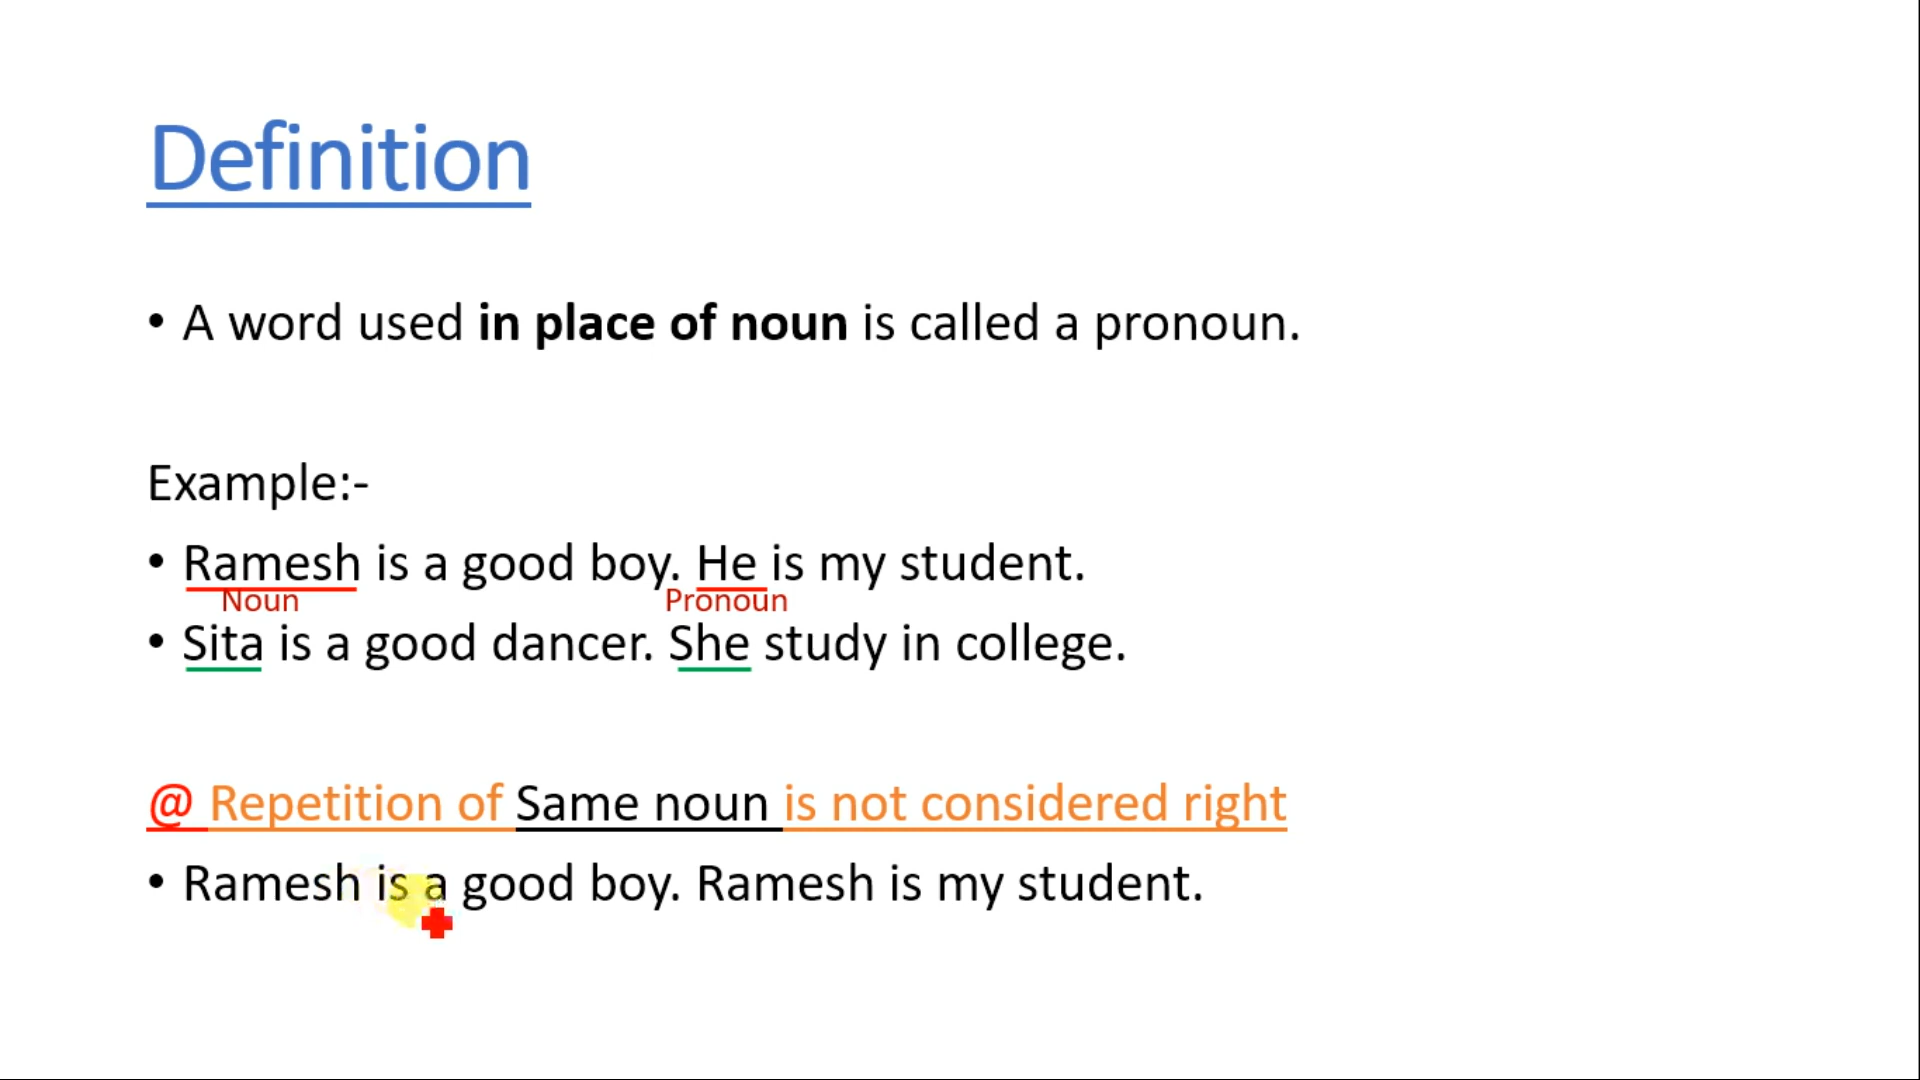 Definition
• A word used in place of noun is called a pronoun.
Example:-
• Ramesh is a good boy. He is my student.
Noun Pronoun
• Sita is a good dancer. She study in college.
@ Repetition of Same noun is not considered right
• Ramesh is a good boy. Ramesh is my student.